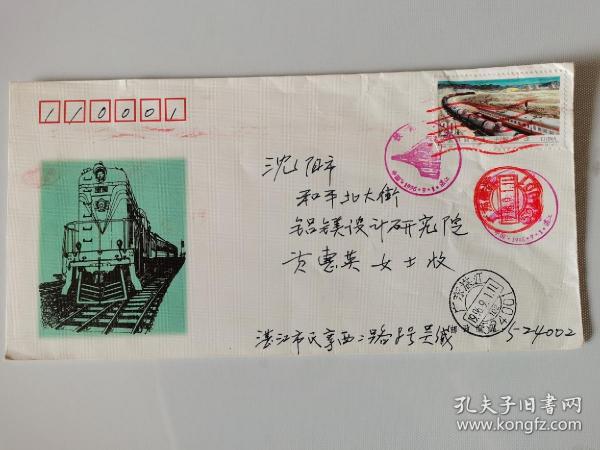 110001
沈阳市
和平北大街
铝镁设计研究院
黄惠英女士收
湛江市民享西二路8号吴城
524002
孔夫子旧书网
www.kongfz.com